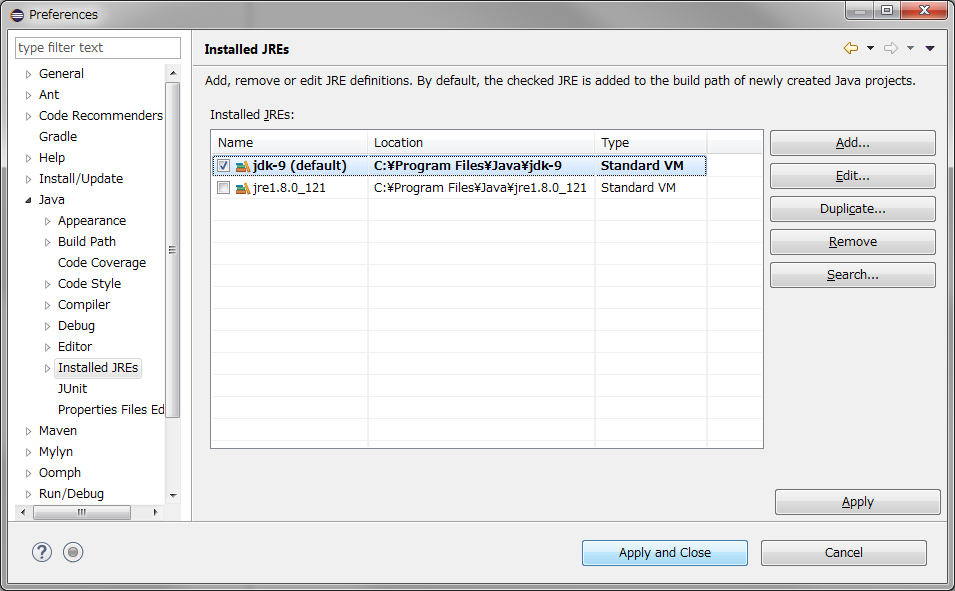 Preferences
type filter text
General
Ant
Code Recommenders
Gradle
Help
Install/Update
Java
Appearance
Build Path
Code Coverage
Code Style
Compiler
Debug
Editor
Installed JREs
JUnit
Properties Files Ed
Maven
Mylyn
Oomph
Run/Debug
Installed JREs
Add, remove or edit JRE definitions. By default, the checked JRE is added to the build path of newly created Java projects.
Installed JREs:
Name Location Type
jdk-9 (default) C:¥Program Files¥Java¥jdk-9 Standard VM
jre1.8.0_121 C:¥Program Files¥Java¥jre1.8.0_121 Standard VM
Add...
Edit...
Duplicate...
Remove
Search...
Apply
Apply and Close
Cancel